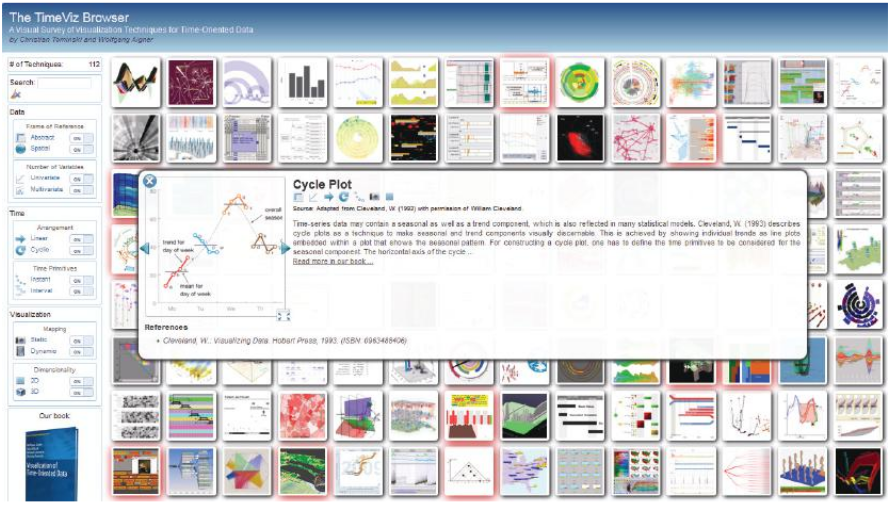 The TimeViz Browser
A Visual Survey of Visualization Techniques for Time-Oriented Data
by Christian Tominski and Wolfgang Aigner
# of Techniques: 112
Search:
Data
Frame of Reference
Abstract ON
Spatial ON
Number of Variables
Univariate ON
Multivariate ON
Time
Arrangement
Linear ON
Cyclic ON
Time Primitives
Instant ON
Interval ON
Visualization
Mapping
Static ON
Dynamic ON
Dimensionality
2D ON
3D ON
Our book:
Visualization of
Time-Oriented Data
Cycle Plot
Source: Adapted from Cleveland, W. (1993) with permission of William Cleveland.
Time-series data may contain a seasonal as well as a trend component, which is also reflected in many statistical models. Cleveland, W. (1993) describes
cycle plots as a technique to make seasonal and trend components visually discernable. This is achieved by showing individual trends as line plots
embedded within a plot that shows the seasonal pattern. For constructing a cycle plot, one has to define the time primitives to be considered for the
seasonal component. The horizontal axis of the cycle ...
Read more in our book ...
overall
season
trend for
day of week
mean for
day of week
Mo Tu We Th
References
Cleveland, W.: Visualizing Data. Hobart Press, 1993. (ISBN: 0963488406)